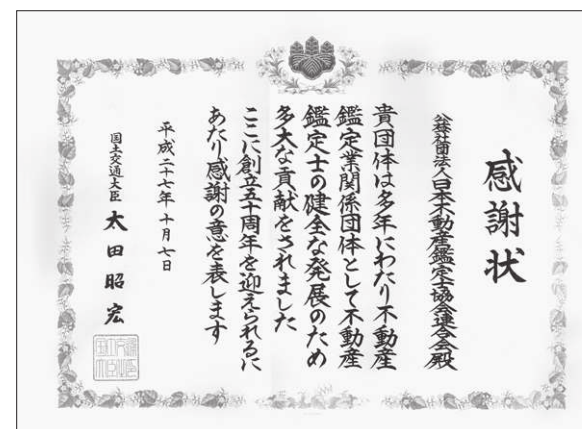 感謝状
公益社団法人日本不動産鑑定士協会連合会殿
貴団体は多年にわたり不動産
鑑定業関係団体として不動産
鑑定士の健全な発展のため
多大な貢献をされました
ここに創立五十周年を迎えられるに
あたり感謝の意を表します
平成二十七年十月七日
国土交通大臣 太田昭宏